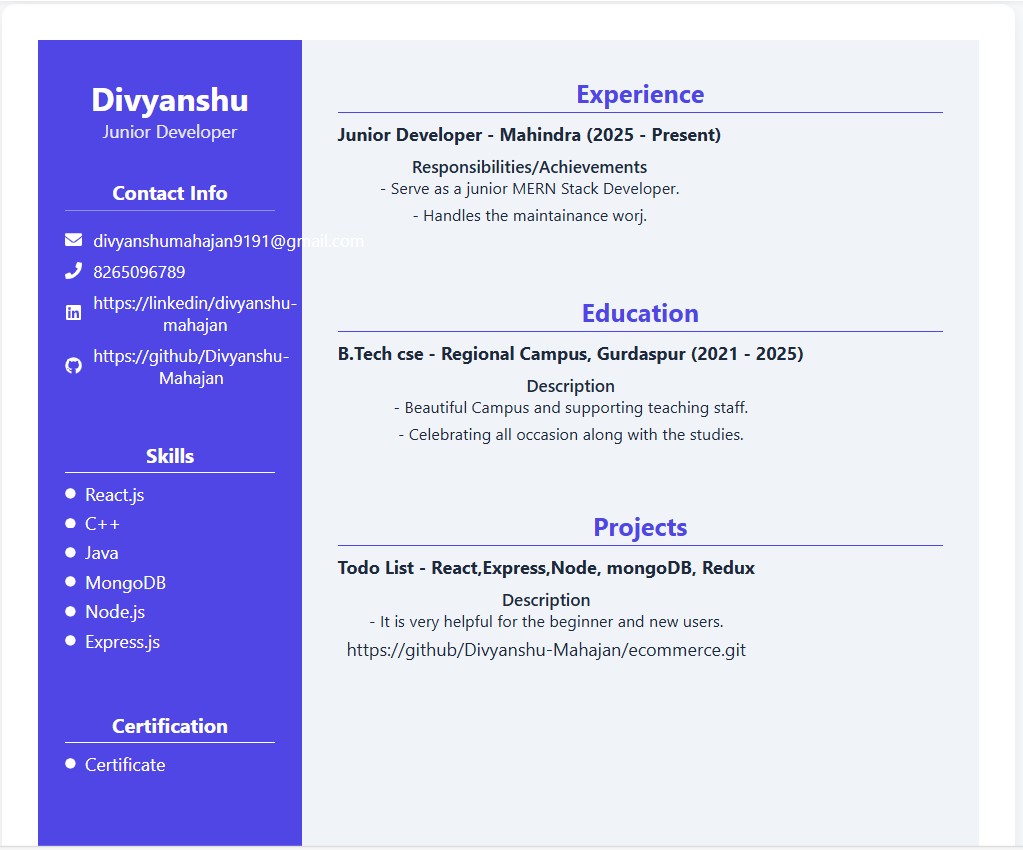 Divyanshu
Junior Developer
Contact Info
divyanshumahajan9191@gmail.com
8265096789
https://linkedin/divyanshu-
mahajan
https://github/Divyanshu-
Mahajan
Skills
React.js
C++
Java
MongoDB
Node.js
Express.js
Certification
Certificate
Experience
Junior Developer - Mahindra (2025 - Present)
Responsibilities/Achievements
- Serve as a junior MERN Stack Developer.
- Handles the maintainance worj.
Education
B.Tech cse - Regional Campus, Gurdaspur (2021 - 2025)
Description
- Beautiful Campus and supporting teaching staff.
- Celebrating all occasion along with the studies.
Projects
Todo List - React,Express,Node, mongoDB, Redux
Description
- It is very helpful for the beginner and new users.
https://github/Divyanshu-Mahajan/ecommerce.git